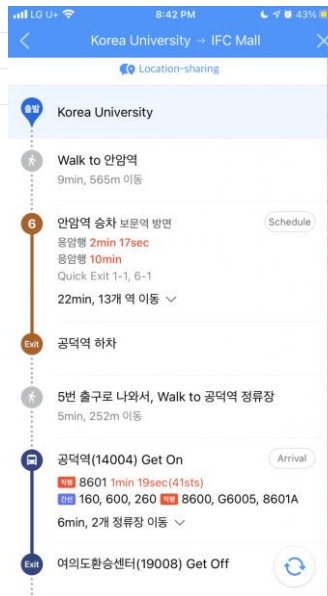 LG U+ 8:42 PM 43%
Korea University → IFC Mall
Location-sharing
출발 Korea University
Walk to 안암역
9min, 565m 이동
6 안암역 승차 보문역 방면 Schedule
응암행 2min 17sec
응암행 10min
Quick Exit 1-1, 6-1
22min, 13개 역 이동
Exit 공덕역 하차
5번 출구로 나와서, Walk to 공덕역 정류장
5min, 252m 이동
공덕역(14004) Get On Arrival
직행 8601 1min 19sec(41sts)
간선 160, 600, 260 직행 8600, G6005, 8601A
6min, 2개 정류장 이동
Exit 여의도환승센터(19008) Get Off